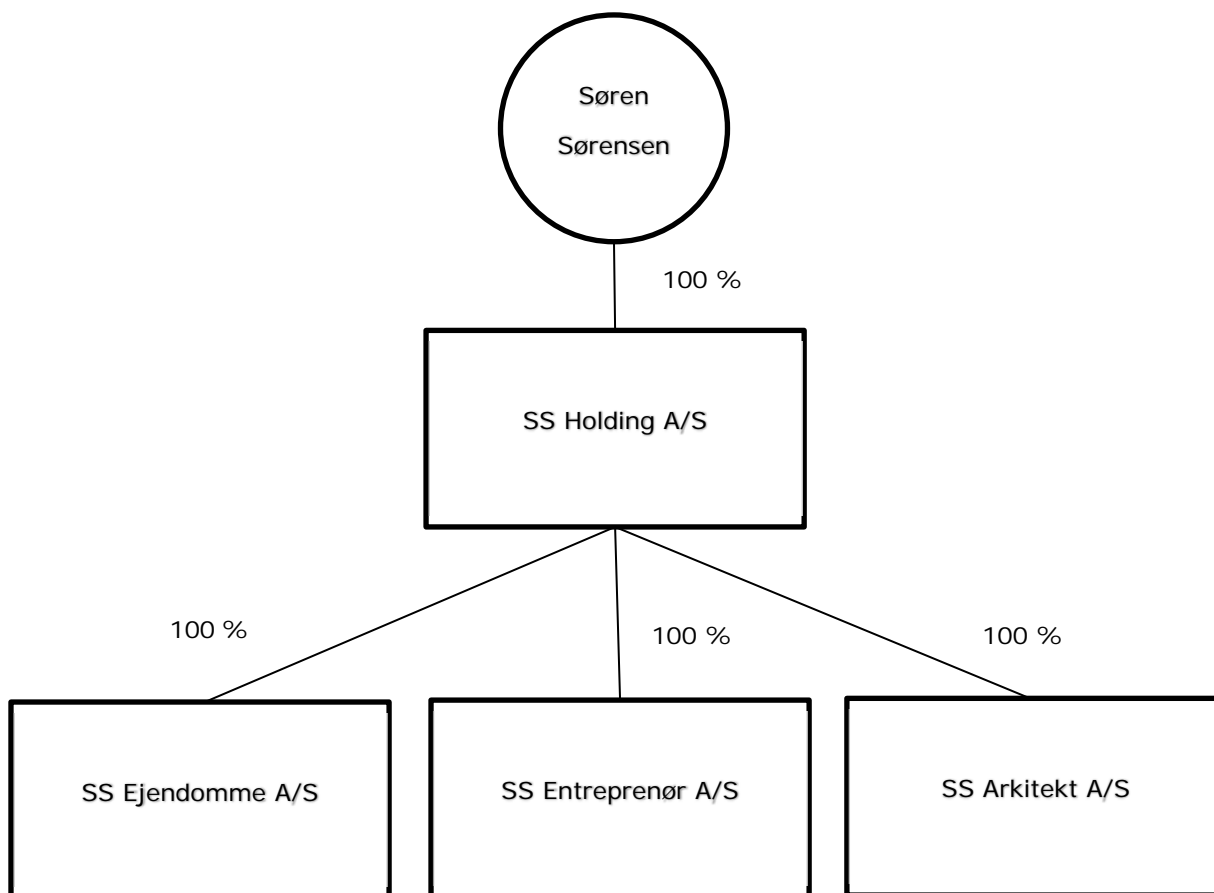 Søren
Sørensen
100 %
SS Holding A/S
100 %
100 %
100 %
SS Ejendomme A/S
SS Entreprenør A/S
SS Arkitekt A/S